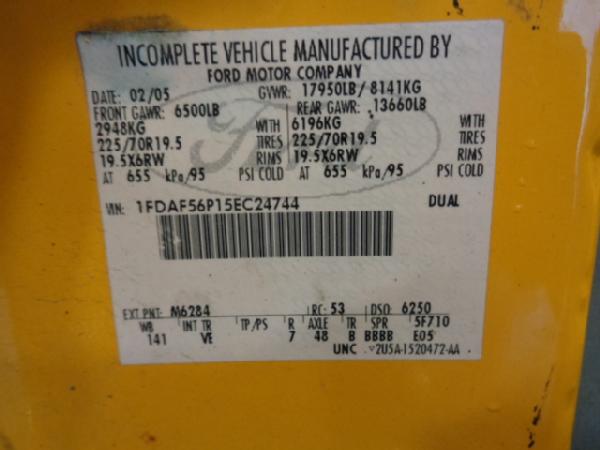 INCOMPLETE VEHICLE MANUFACTURED BY
FORD MOTOR COMPANY
DATE: 02/05 GVWR: 17950LB/ 8141KG
FRONT GAWR: 6500LB REAR GAWR: 13660LB
2948KG WITH 6196KG WITH
225/70R19.5 TIRES 225/70R19.5 TIRES
19.5X6RW RIMS 19.5X6RW RIMS
AT 655 kPa/95 PSI COLD AT 655 kPa/95 PSI COLD
VIN: 1FDAF56P15EC24744 DUAL
EXT PNT: M6284 RC: 53 DSO: 6250
WB INT TR TP/PS R AXLE TR SPR 5F710
141 VE 7 48 B BBBB E05
UNC V2U5A-1520472-AA